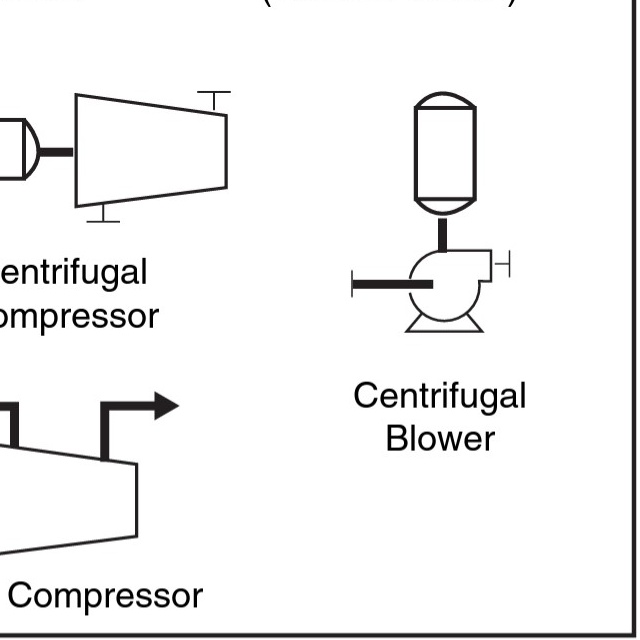 entrifugal
ompressor
Centrifugal
Blower
Compressor